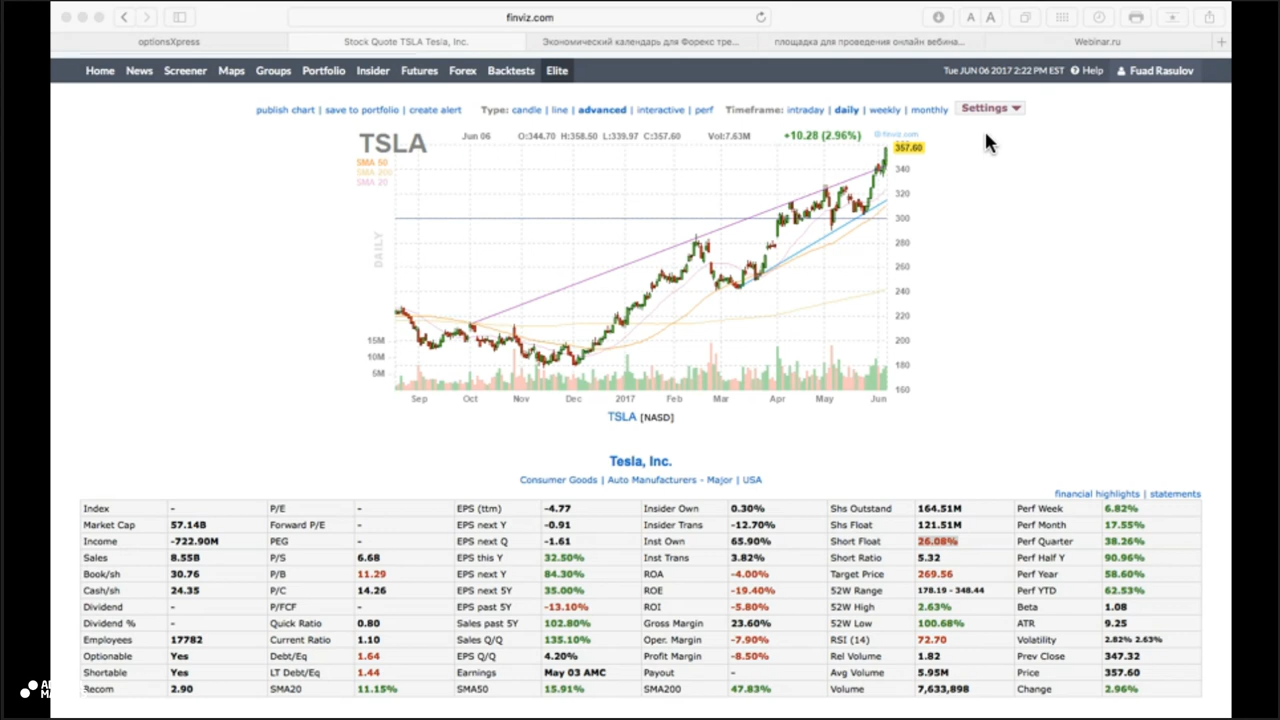 finviz.com
A A
optionsXpress
Stock Quote TSLA Tesla, Inc.
Экономический календарь для Форекс тре...
площадка для проведения онлайн вебина...
Webinar.ru
Home News Screener Maps Groups Portfolio Insider Futures Forex Backtests Elite
Tue JUN 06 2017 2:22 PM EST Help Fuad Rasulov
publish chart | save to portfolio | create alert Type: candle | line | advanced | interactive | perf Timeframe: intraday | daily | weekly | monthly Settings
TSLA Jun 06 O:344.70 H:358.50 L:339.97 C:357.60 Vol:7.63M +10.28 (2.96%) © finviz.com
357.60
SMA 50
SMA 200
SMA 20
340
320
300
280
260
240
220
200
180
160
DAILY
15M
10M
5M
Sep Oct Nov Dec 2017 Feb Mar Apr May Jun
TSLA [NASD]
Tesla, Inc.
Consumer Goods | Auto Manufacturers - Major | USA
financial highlights | statements
Index - P/E - EPS (ttm) -4.77 Insider Own 0.30% Shs Outstand 164.51M Perf Week 6.82%
Market Cap 57.14B Forward P/E - EPS next Y -0.91 Insider Trans -12.70% Shs Float 121.51M Perf Month 17.55%
Income -722.90M PEG - EPS next Q -1.61 Inst Own 65.90% Short Float 26.08% Perf Quarter 38.26%
Sales 8.55B P/S 6.68 EPS this Y 32.50% Inst Trans 3.82% Short Ratio 5.32 Perf Half Y 90.96%
Book/sh 30.76 P/B 11.29 EPS next Y 84.30% ROA -4.00% Target Price 269.56 Perf Year 58.60%
Cash/sh 24.35 P/C 14.26 EPS next 5Y 35.00% ROE -19.40% 52W Range 178.19 - 348.44 Perf YTD 62.53%
Dividend - P/FCF - EPS past 5Y -13.10% ROI -5.80% 52W High 2.63% Beta 1.08
Dividend % - Quick Ratio 0.80 Sales past 5Y 102.80% Gross Margin 23.60% 52W Low 100.68% ATR 9.25
Employees 17782 Current Ratio 1.10 Sales Q/Q 135.10% Oper. Margin -7.90% RSI (14) 72.70 Volatility 2.82% 2.63%
Optionable Yes Debt/Eq 1.64 EPS Q/Q 4.20% Profit Margin -8.50% Rel Volume 1.82 Prev Close 347.32
Shortable Yes LT Debt/Eq 1.44 Earnings May 03 AMC Payout - Avg Volume 5.95M Price 357.60
Recom 2.90 SMA20 11.15% SMA50 15.91% SMA200 47.83% Volume 7,633,898 Change 2.96%